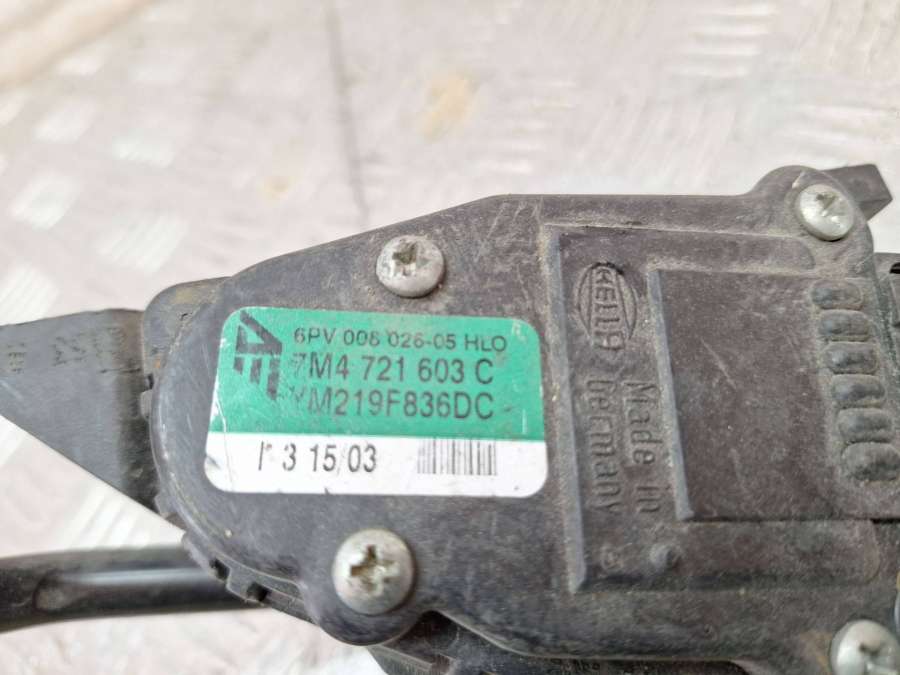 6PV 008 026-05 HLO
7M4 721 603 C
YM219F836DC
3 15/03
HELLA
Made in
Germany